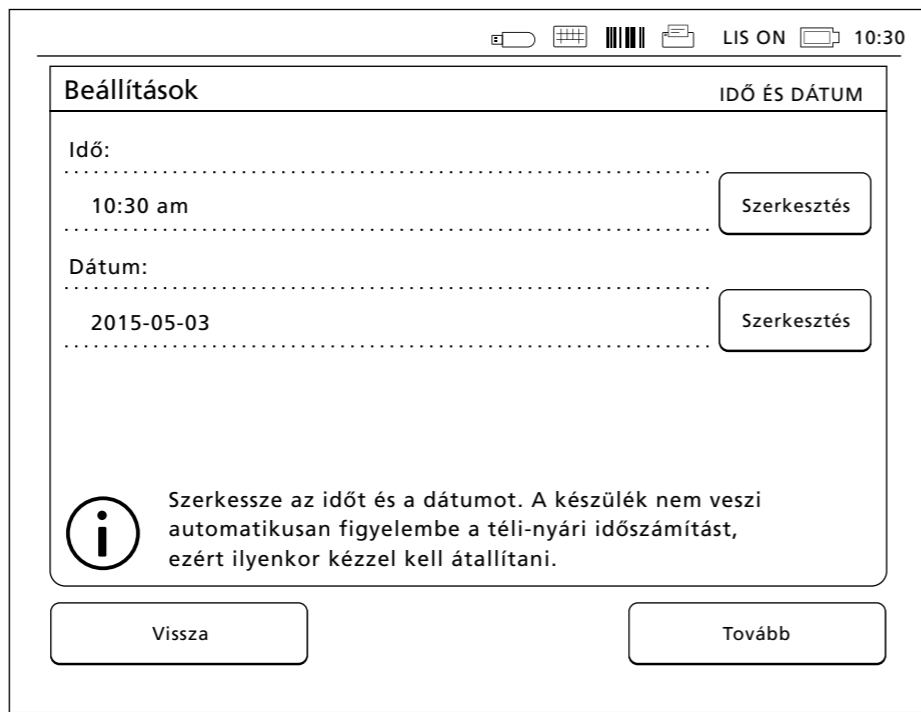 LIS ON 10:30
Beállítások
IDŐ ÉS DÁTUM
Idő:
10:30 am
Szerkesztés
Dátum:
2015-05-03
Szerkesztés
Szerkessze az időt és a dátumot. A készülék nem veszi
automatikusan figyelembe a téli-nyári időszámítást,
ezért ilyenkor kézzel kell átallítani.
Vissza
Tovább